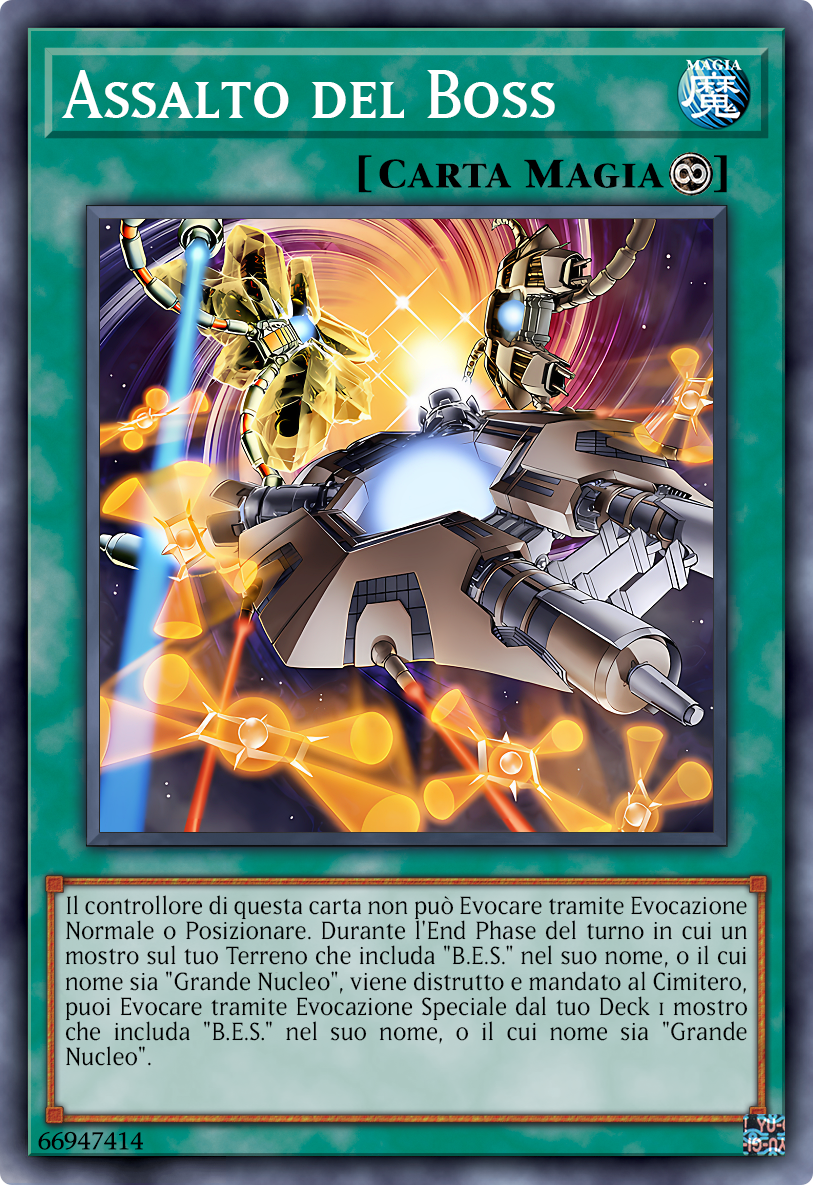 Assalto del Boss
MAGIA
魔
[Carta Magia]
Il controllore di questa carta non può Evocare tramite Evocazione
Normale o Posizionare. Durante l'End Phase del turno in cui un
mostro sul tuo Terreno che includa "B.E.S." nel suo nome, o il cui
nome sia "Grande Nucleo", viene distrutto e mandato al Cimitero,
puoi Evocare tramite Evocazione Speciale dal tuo Deck 1 mostro
che includa "B.E.S." nel suo nome, o il cui nome sia "Grande
Nucleo".
66947414